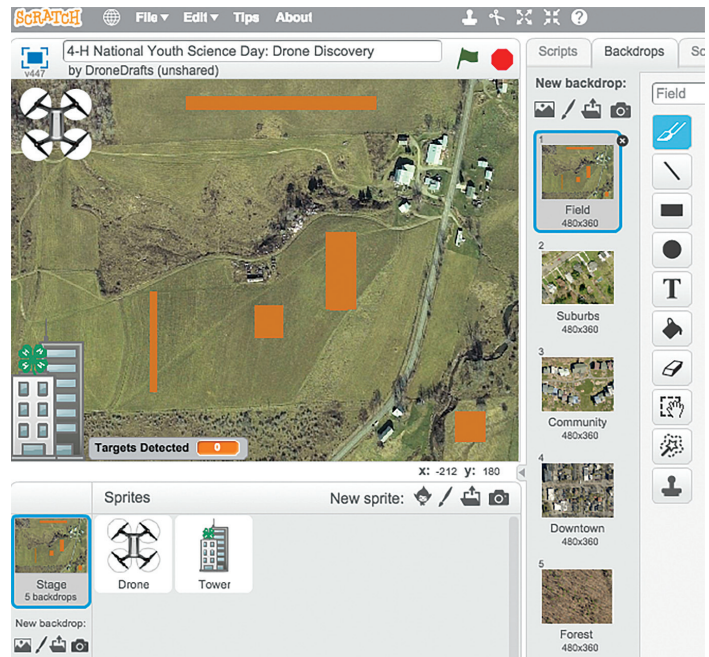 SCRATCH File Edit Tips About
4-H National Youth Science Day: Drone Discovery
by DroneDrafts (unshared)
v447
Targets Detected 0
x: -212 y: 180
Sprites New sprite:
Stage
5 backdrops
New backdrop:
Drone
Tower
Scripts Backdrops So
New backdrop:
1
Field
480x360
2
Suburbs
480x360
3
Community
480x360
4
Downtown
480x360
5
Forest
480x360
Field
T